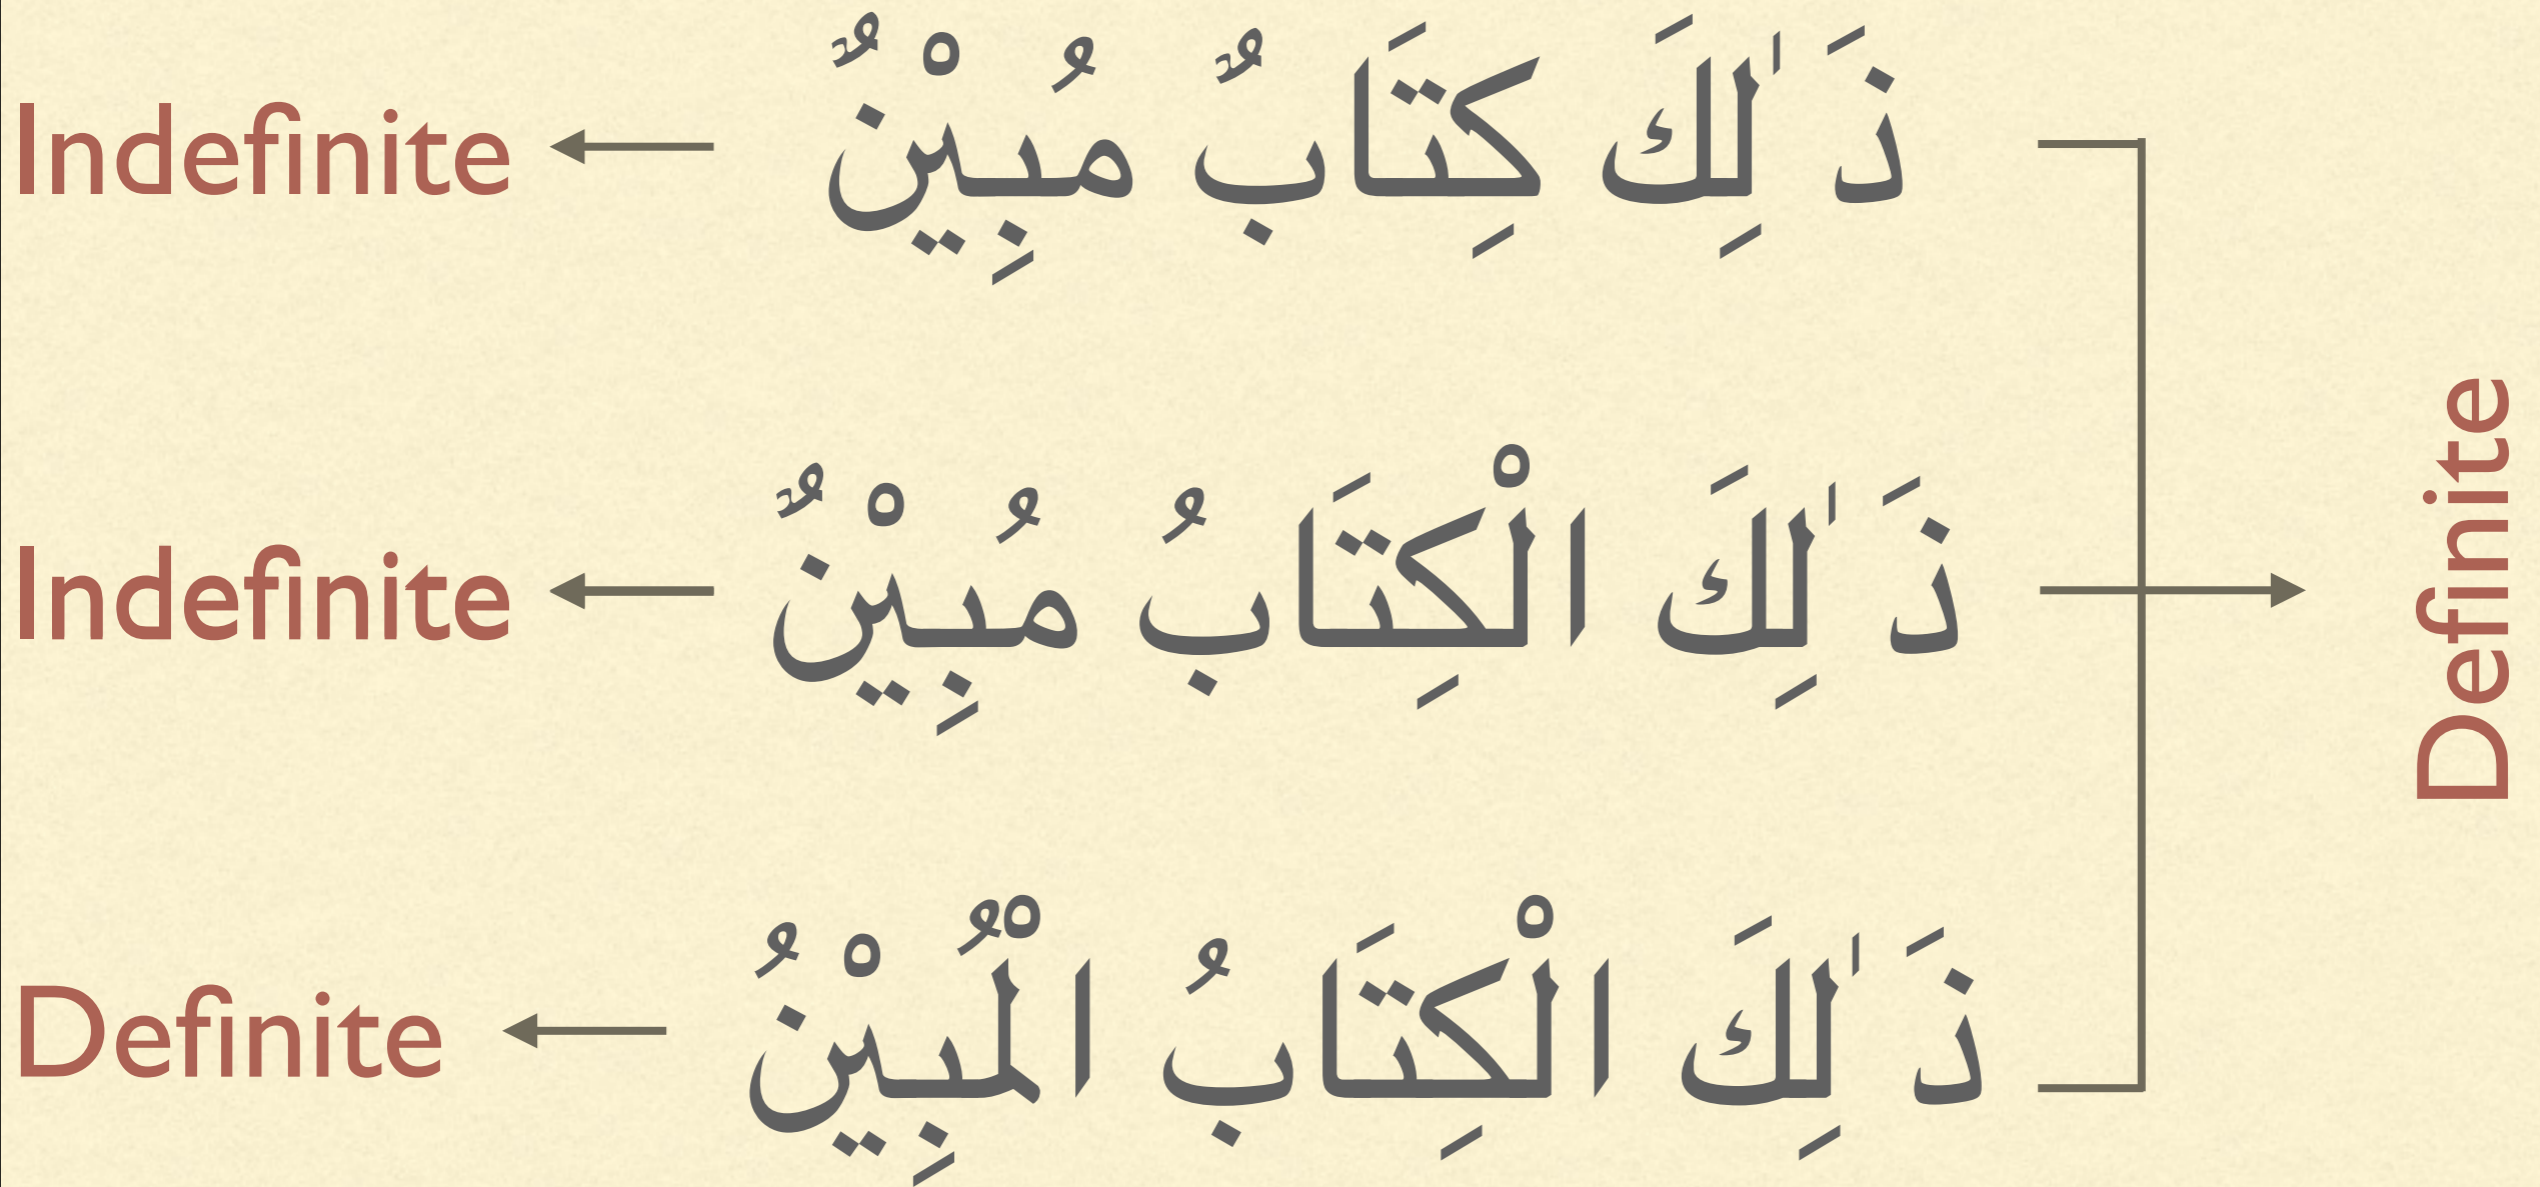 Indefinite
ذَٰلِكَ كِتَابٌ مُبِيْنٌ
Indefinite
ذَٰلِكَ الْكِتَابُ مُبِيْنٌ
Definite
ذَٰلِكَ الْكِتَابُ الْمُبِيْنُ
Definite